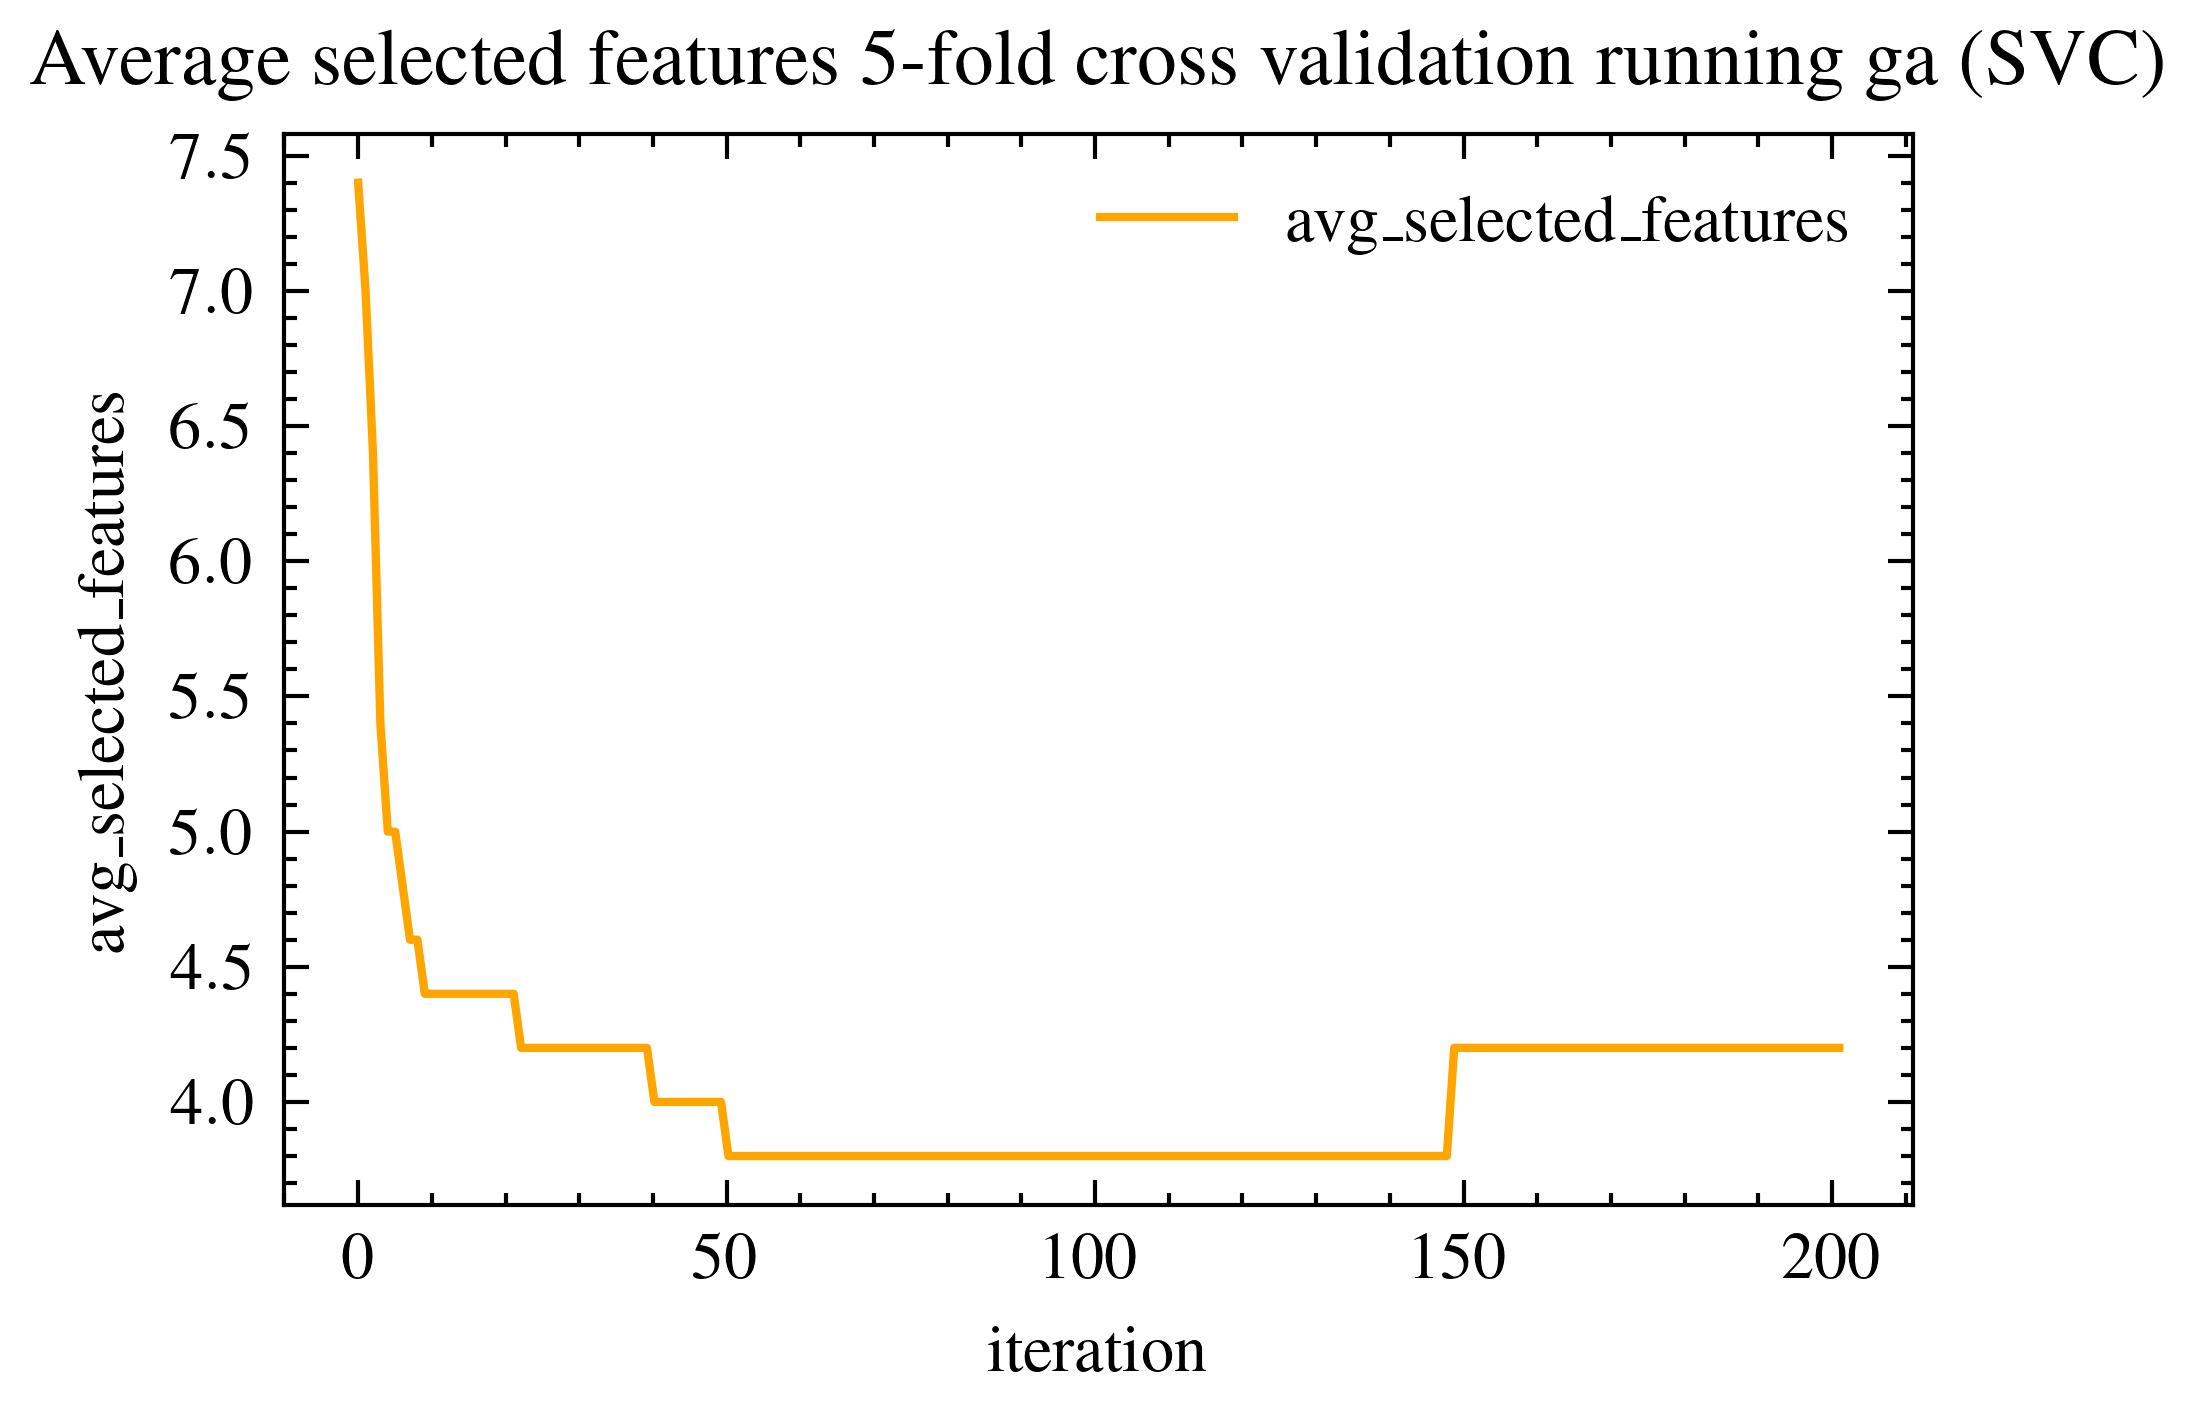 Average selected features 5-fold cross validation running ga (SVC)
avg_selected_features
avg_selected_features
7.5
7.0
6.5
6.0
5.5
5.0
4.5
4.0
0 50 100 150 200
iteration